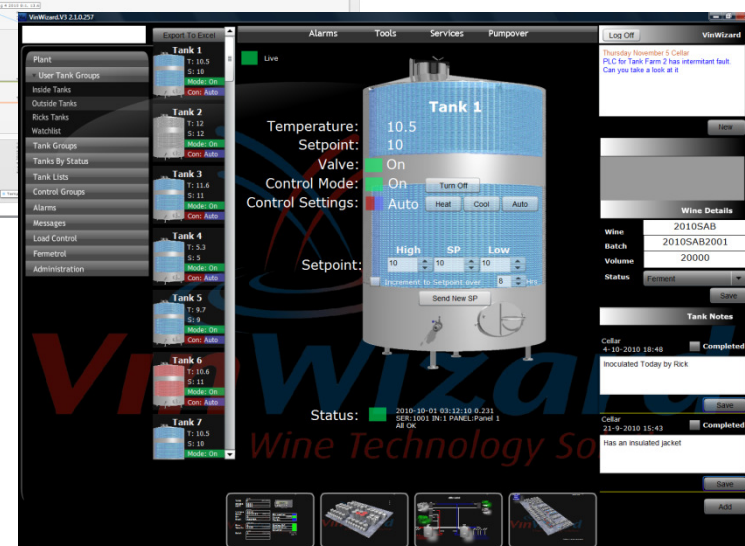 VinWizard.V3 2.1.0.257
Export To Excel
Alarms
Tools
Services
Pumpover
Log Off
VinWizard
Plant
User Tank Groups
Inside Tanks
Outside Tanks
Ricks Tanks
Watchlist
Tank Groups
Tanks By Status
Tank Lists
Control Groups
Alarms
Messages
Load Control
Fermetrol
Administration
Tank 1
T: 10.5
S: 10
Mode: On
Con: Auto
Tank 2
T: 12
S: 12
Mode: On
Con: Auto
Tank 3
T: 11.6
S: 11
Mode: On
Con: Auto
Tank 4
T: 5.3
S: 5
Mode: On
Con: Auto
Tank 5
T: 9.7
S: 9
Mode: On
Con: Auto
Tank 6
T: 10.6
S: 11
Mode: On
Con: Auto
Tank 7
T: 10.5
S: 10
Mode: On
Live
Tank 1
Temperature: 10.5
Setpoint: 10
Valve: On
Control Mode: On Turn Off
Control Settings: Auto Heat Cool Auto
High SP Low
Setpoint: 10 10 10
Increment to Setpoint over 8 Hrs
Send New SP
Status: 2010-10-01 03:12:10 0.231
SER:1001 IN:1 PANEL:Panel 1
All OK
VinWizard
Wine Technology So
Thursday November 5 Cellar
PLC for Tank Farm 2 has intermitant fault.
Can you take a look at it
New
Wine Details
Wine 2010SAB
Batch 2010SAB2001
Volume 20000
Status Ferment
Save
Tank Notes
Cellar
4-10-2010 18:48 Completed
Inoculated Today by Rick
Save
Cellar
21-9-2010 15:43 Completed
Has an insulated jacket
Save
Add